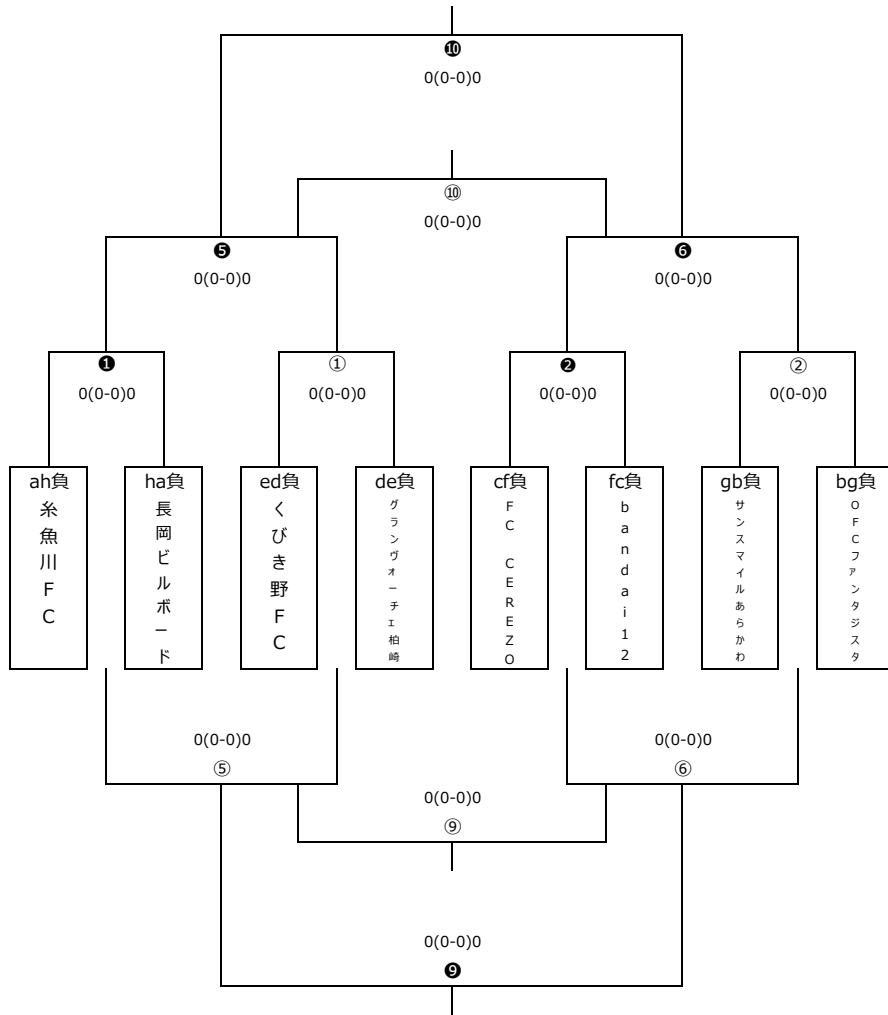 ❿
0(0-0)0
⑩
0(0-0)0
❺
0(0-0)0
❻
0(0-0)0
❶
0(0-0)0
①
0(0-0)0
❷
0(0-0)0
②
0(0-0)0
ah負
糸魚川FC
ha負
長岡ビルボード
ed負
くびき野FC
de負
グランヴォーチェ柏崎
cf負
FC CEREZO
fc負
bandai12
gb負
サンスマイルあらかわ
bg負
OFCファンタジスタ
0(0-0)0
⑤
0(0-0)0
⑥
0(0-0)0
⑨
0(0-0)0
❾